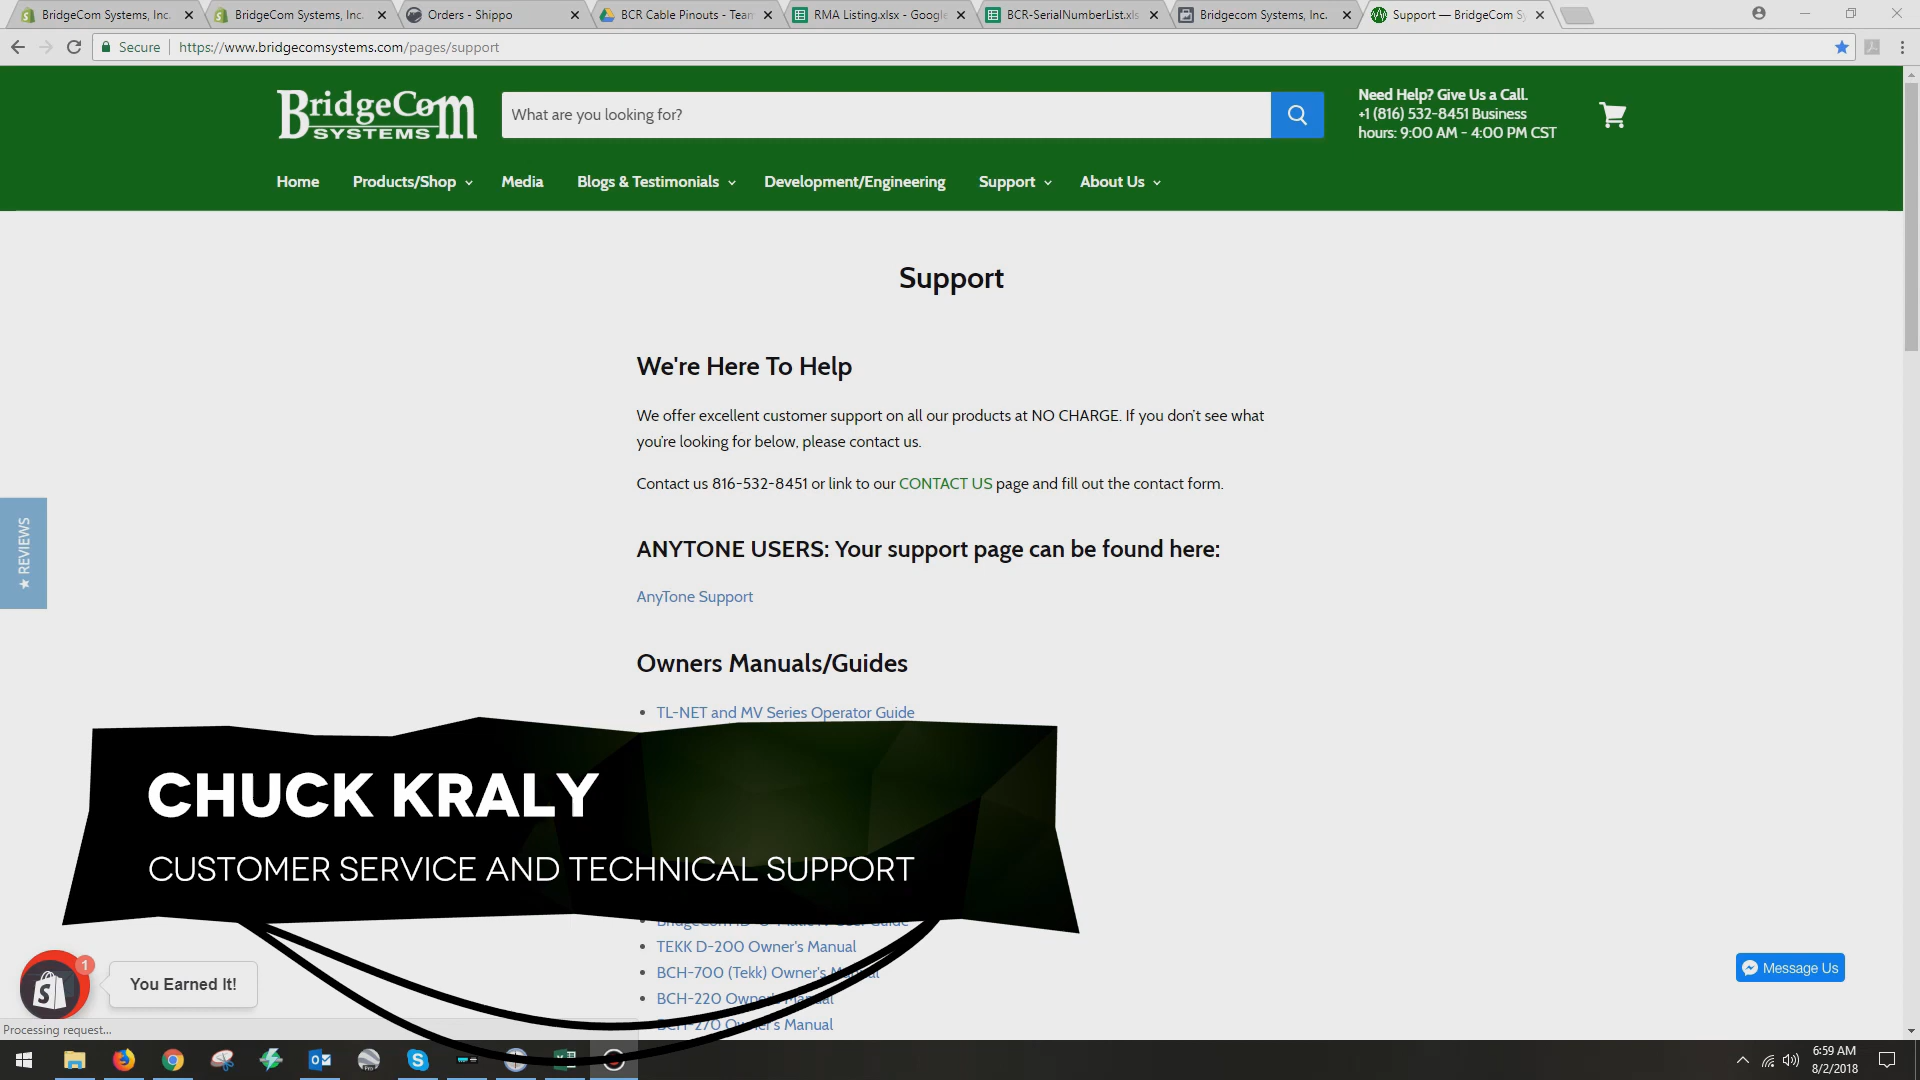 BridgeCom Systems, Inc.
BridgeCom Systems, Inc.
Orders - Shippo
BCR Cable Pinouts - Team
RMA Listing.xlsx - Google
BCR-SerialNumberList.xls
Bridgecom Systems, Inc.
Support — BridgeCom Sy
Secure
https://www.bridgecomsystems.com/pages/support
BridgeCom
SYSTEMS
What are you looking for?
Need Help? Give Us a Call.
+1 (816) 532-8451 Business
hours: 9:00 AM - 4:00 PM CST
Home
Products/Shop
Media
Blogs & Testimonials
Development/Engineering
Support
About Us
Support
We're Here To Help
We offer excellent customer support on all our products at NO CHARGE. If you don't see what
you're looking for below, please contact us.
Contact us 816-532-8451 or link to our CONTACT US page and fill out the contact form.
★ REVIEWS
ANYTONE USERS: Your support page can be found here:
AnyTone Support
Owners Manuals/Guides
TL-NET and MV Series Operator Guide
CHUCK KRALY
CUSTOMER SERVICE AND TECHNICAL SUPPORT
TEKK D-200 Owner's Manual
BCH-700 (Tekk) Owner's Manual
BCH-220 Owner's Manual
BCH-270 Owner's Manual
1
You Earned It!
Message Us
Processing request...
6:59 AM
8/2/2018